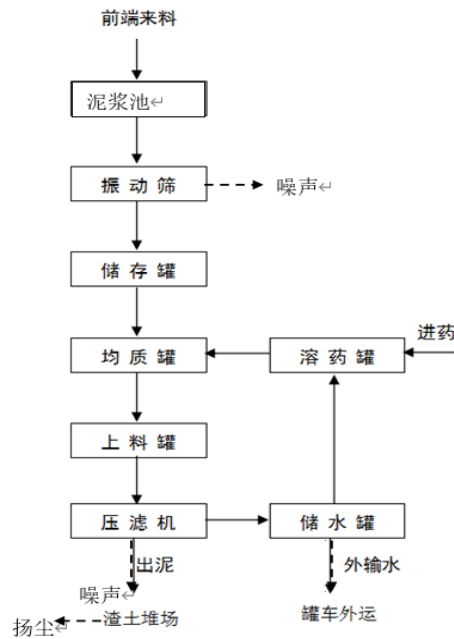 前端来料
泥浆池
振动筛
噪声
储存罐
进药
均质罐
溶药罐
上料罐
压滤机
储水罐
出泥
外输水
噪声
扬尘
渣土堆场
罐车外运